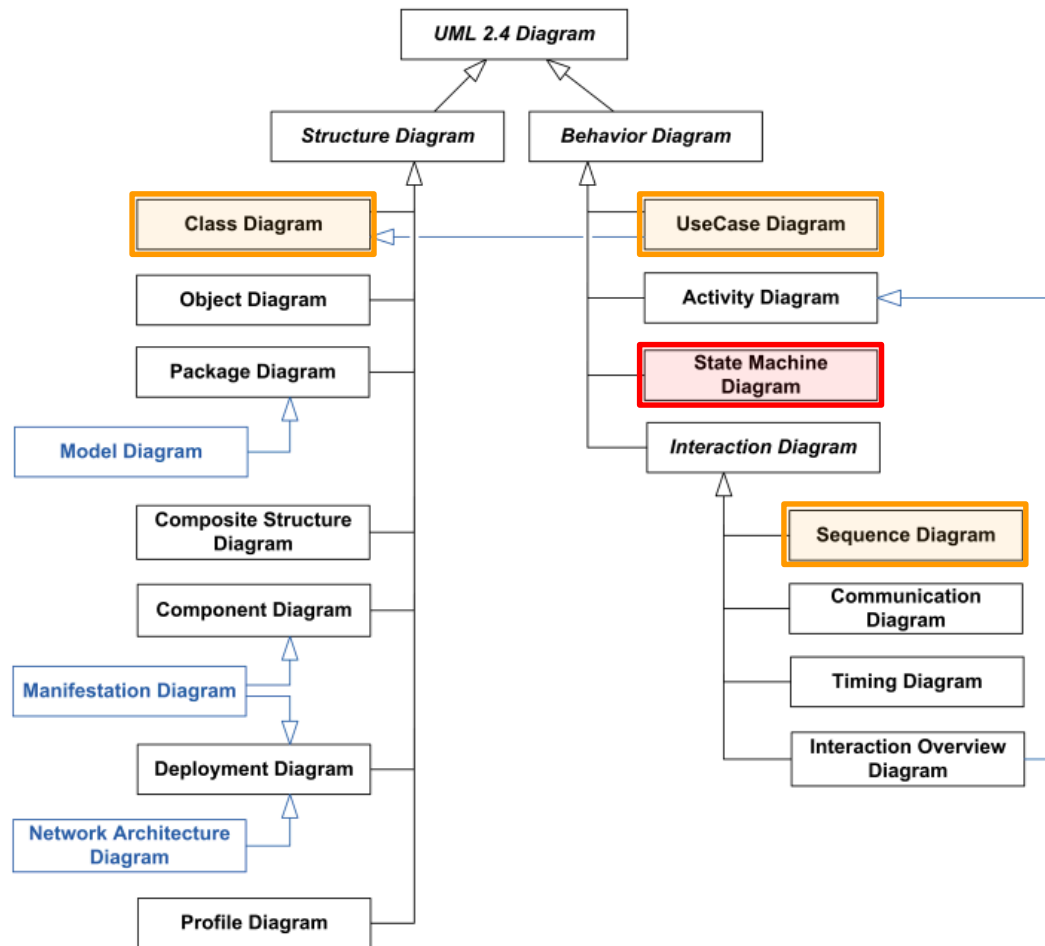 UML 2.4 Diagram
Structure Diagram
Behavior Diagram
Class Diagram
UseCase Diagram
Object Diagram
Activity Diagram
Package Diagram
State Machine
Diagram
Model Diagram
Interaction Diagram
Composite Structure
Diagram
Sequence Diagram
Component Diagram
Communication
Diagram
Manifestation Diagram
Timing Diagram
Deployment Diagram
Interaction Overview
Diagram
Network Architecture
Diagram
Profile Diagram